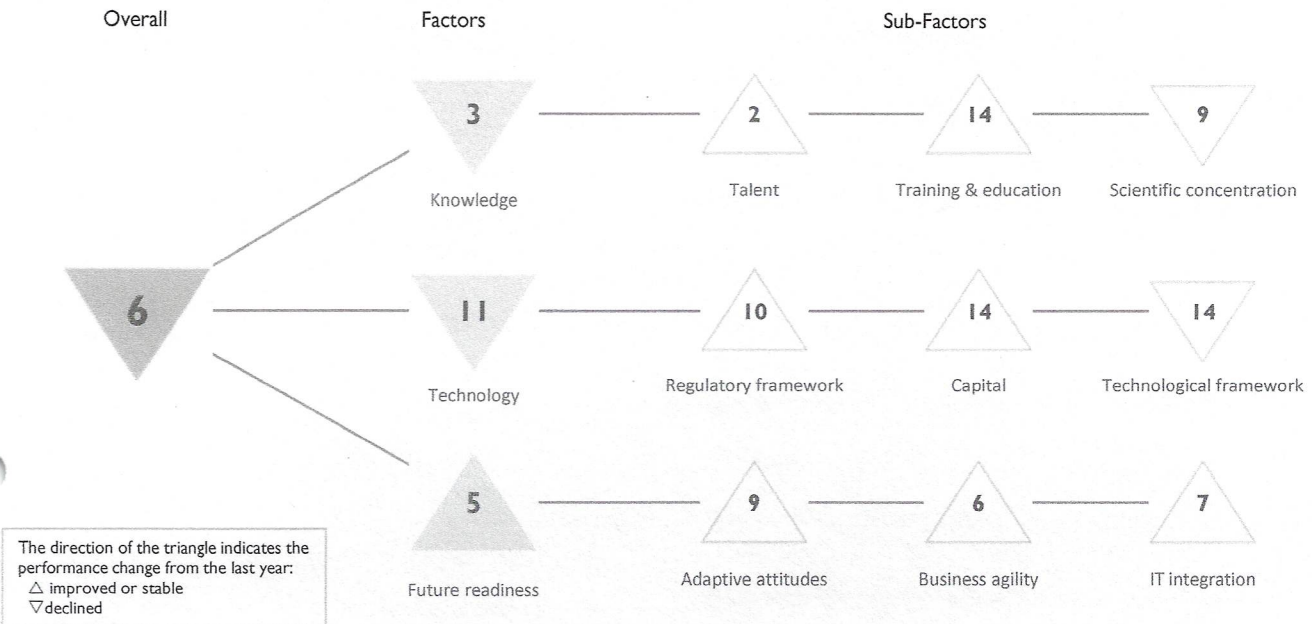 Overall Factors Sub-Factors
3 2 14 9
Knowledge Talent Training & education Scientific concentration
6 11 10 14 14
Technology Regulatory framework Capital Technological framework
5 9 6 7
Future readiness Adaptive attitudes Business agility IT integration
The direction of the triangle indicates the
performance change from the last year:
△ improved or stable
▽ declined